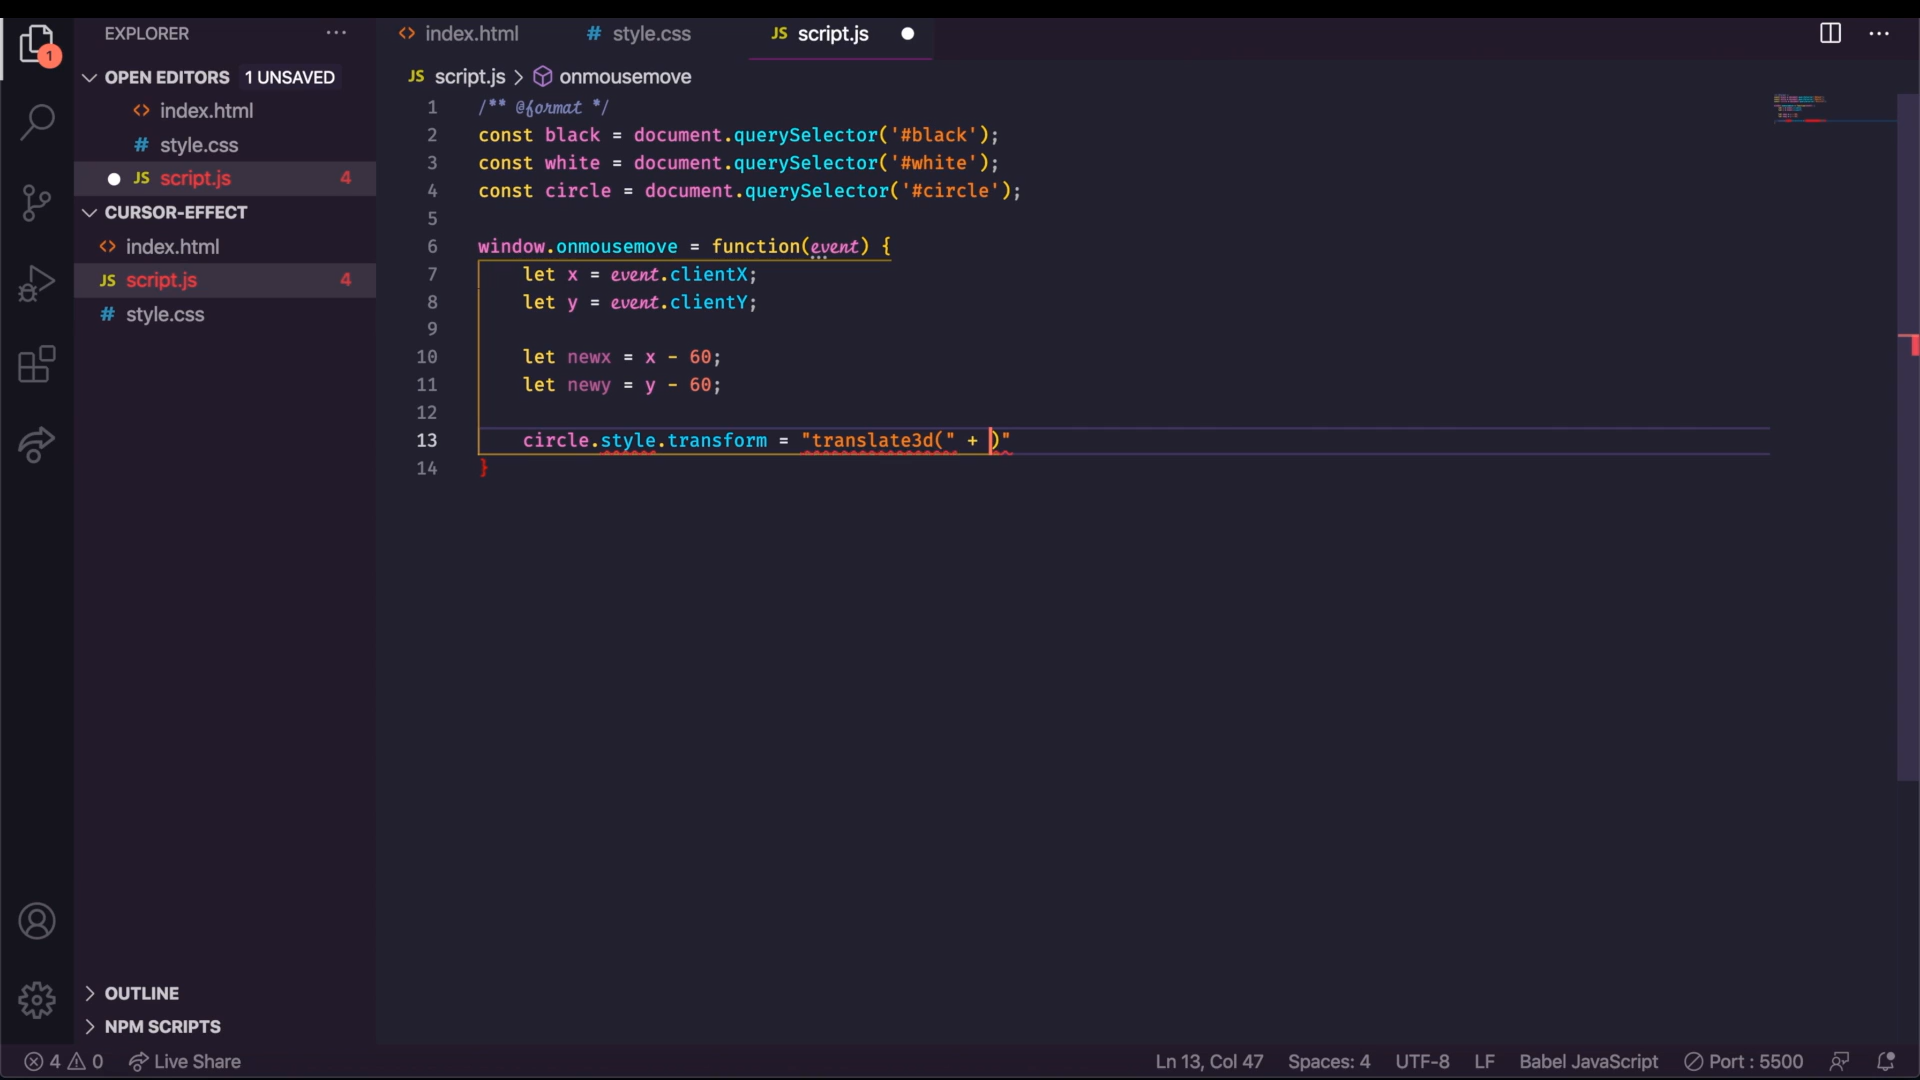 EXPLORER
index.html
style.css
JS script.js
1
OPEN EDITORS 1 UNSAVED
index.html
style.css
JS script.js 4
CURSOR-EFFECT
index.html
JS script.js 4
style.css
JS script.js > onmousemove
1 /** @format */
2 const black = document.querySelector('#black');
3 const white = document.querySelector('#white');
4 const circle = document.querySelector('#circle');
5
6 window.onmousemove = function(event) {
7 let x = event.clientX;
8 let y = event.clientY;
9
10 let newx = x - 60;
11 let newy = y - 60;
12
13 circle.style.transform = "translate3d(" + )"
14 }
OUTLINE
NPM SCRIPTS
4 0 Live Share
Ln 13, Col 47 Spaces: 4 UTF-8 LF Babel JavaScript Port : 5500